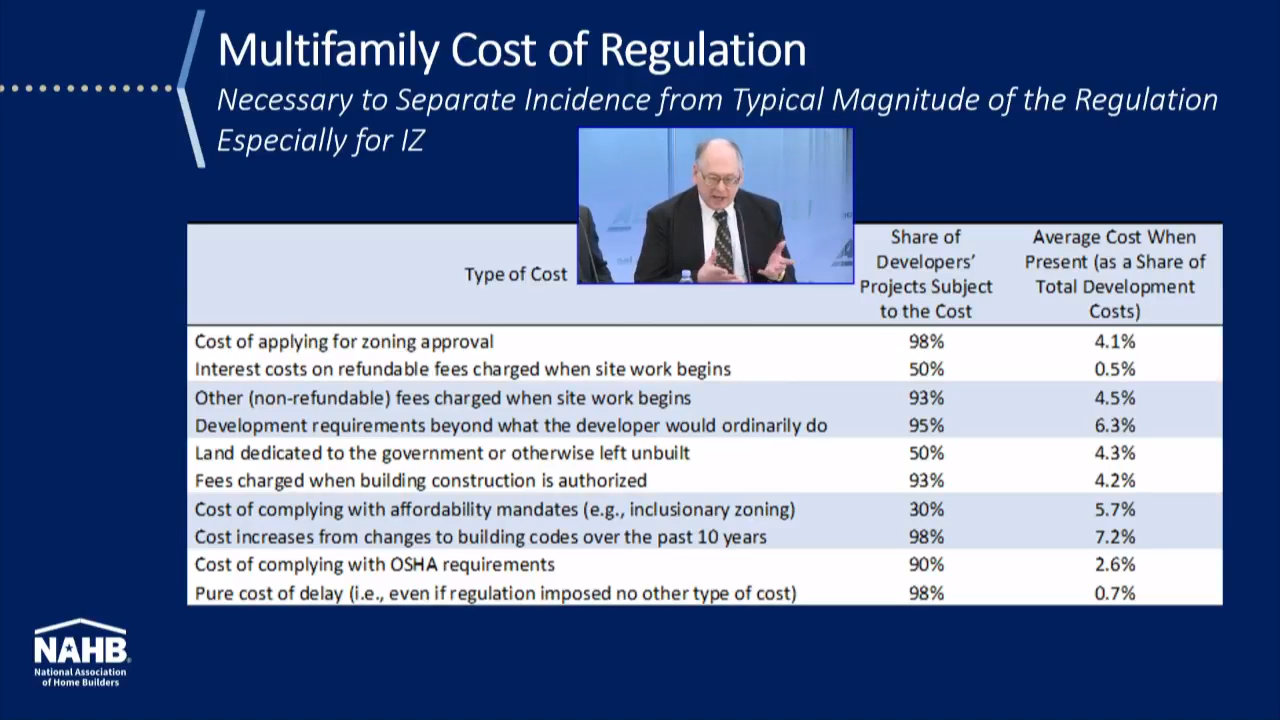 Multifamily Cost of Regulation
Necessary to Separate Incidence from Typical Magnitude of the Regulation
Especially for IZ
Type of Cost
Share of
Developers’
Projects Subject
to the Cost
Average Cost When
Present (as a Share of
Total Development
Costs)
Cost of applying for zoning approval 98% 4.1%
Interest costs on refundable fees charged when site work begins 50% 0.5%
Other (non-refundable) fees charged when site work begins 93% 4.5%
Development requirements beyond what the developer would ordinarily do 95% 6.3%
Land dedicated to the government or otherwise left unbuilt 50% 4.3%
Fees charged when building construction is authorized 93% 4.2%
Cost of complying with affordability mandates (e.g., inclusionary zoning) 30% 5.7%
Cost increases from changes to building codes over the past 10 years 98% 7.2%
Cost of complying with OSHA requirements 90% 2.6%
Pure cost of delay (i.e., even if regulation imposed no other type of cost) 98% 0.7%
NAHB®
National Association
of Home Builders